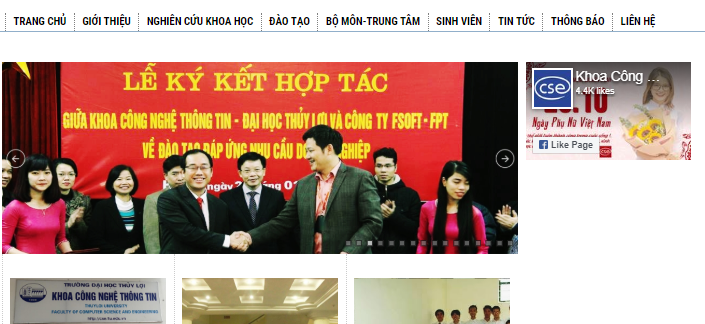 TRANG CHỦ
GIỚI THIỆU
NGHIÊN CỨU KHOA HỌC
ĐÀO TẠO
BỘ MÔN-TRUNG TÂM
SINH VIÊN
TIN TỨC
THÔNG BÁO
LIÊN HỆ
LỄ KÝ KẾT HỢP TÁC
GIỮA KHOA CÔNG NGHỆ THÔNG TIN - ĐẠI HỌC THỦY LỢI VÀ CÔNG TY FSOFT - FPT
VỀ ĐÀO TẠO ĐÁP ỨNG NHU CẦU
cse
Khoa Công ...
4.4K likes
20.10
Ngày Phụ Nữ Việt Nam
Like Page
TRƯỜNG ĐẠI HỌC THỦY LỢI
KHOA CÔNG NGHỆ THÔNG TIN
THUYLOI UNIVERSITY
FACULTY OF COMPUTER SCIENCE AND ENGINEERING